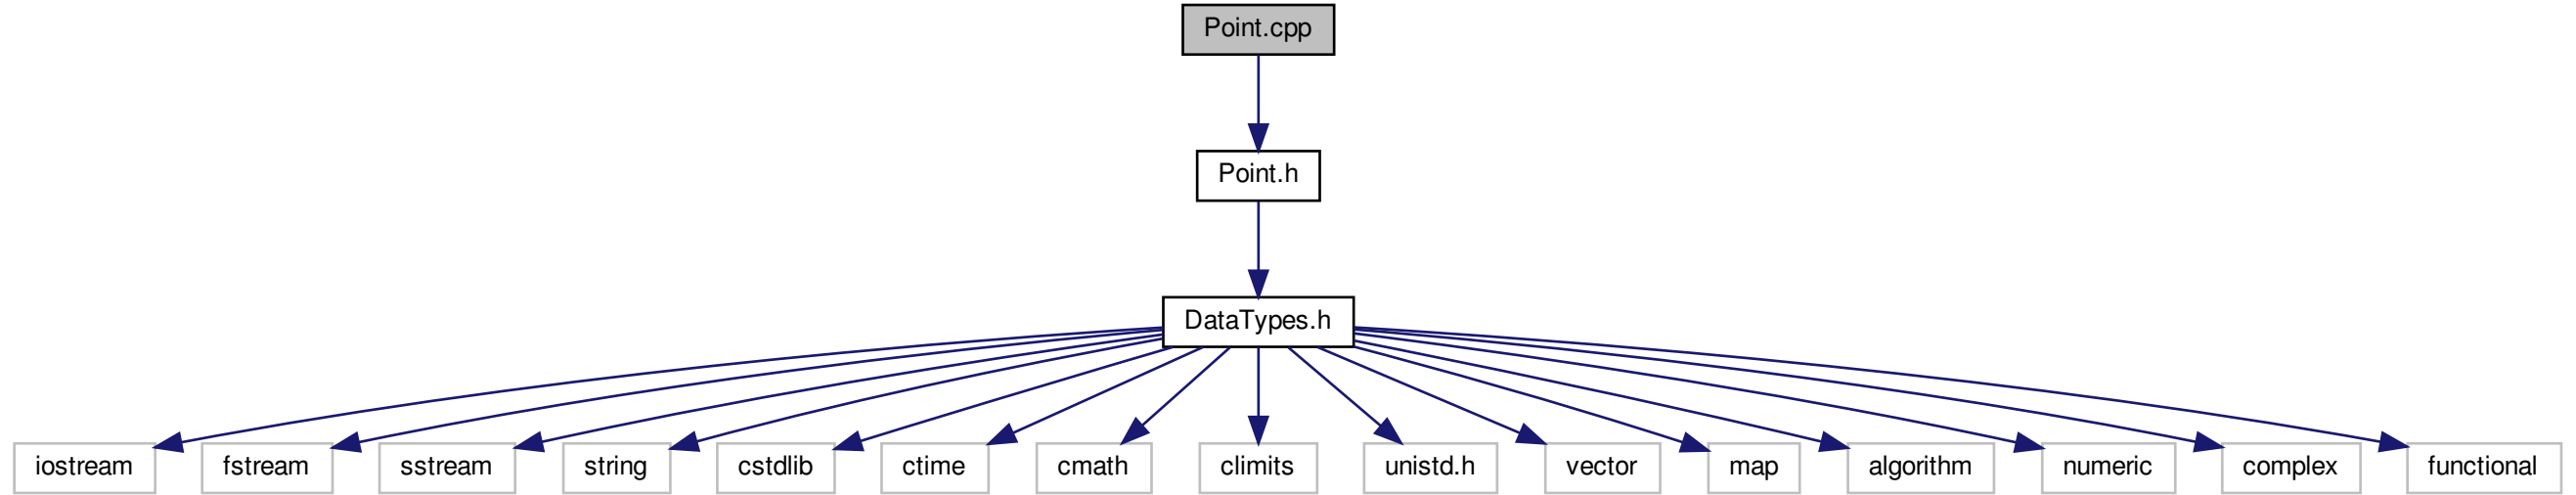 Point.cpp
Point.h
DataTypes.h
iostream
fstream
sstream
string
cstdlib
ctime
cmath
climits
unistd.h
vector
map
algorithm
numeric
complex
functional